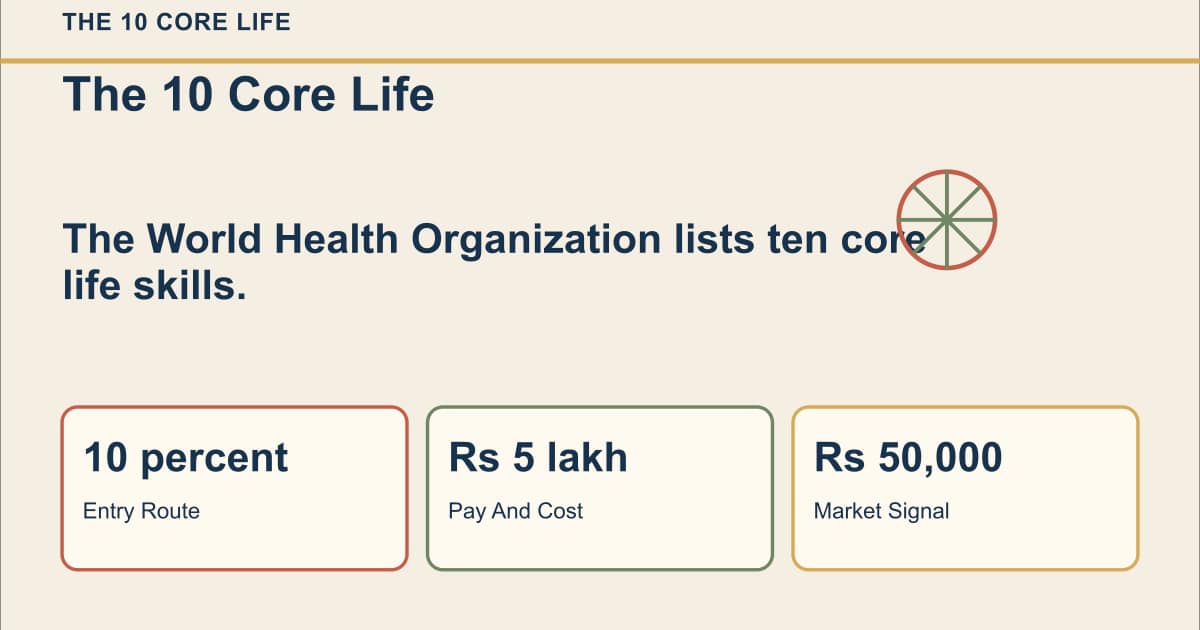 THE 10 CORE LIFE
The 10 Core Life
The World Health Organization lists ten core
life skills.
10 percent
Entry Route
Rs 5 lakh
Pay And Cost
Rs 50,000
Market Signal